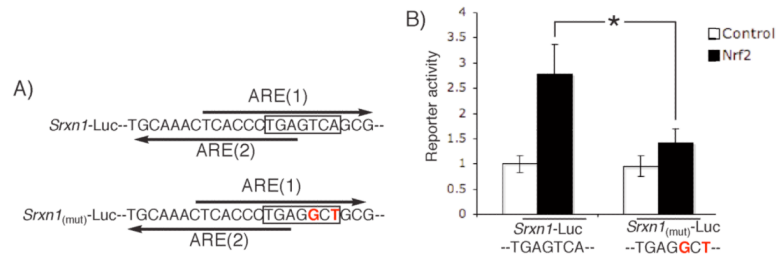 A)
ARE(1)
Srxn1-Luc--TGCAAACTCACCCTGAGTCAGCG--
ARE(2)
ARE(1)
Srxn1(mut)-Luc--TGCAAACTCACCCTGAGGCTGCG--
ARE(2)
B)
Reporter activity
4
3.5
3
2.5
2
1.5
1
0.5
0
*
Control
Nrf2
Srxn1-Luc
--TGAGTCA--
Srxn1(mut)-Luc
--TGAGGCT--